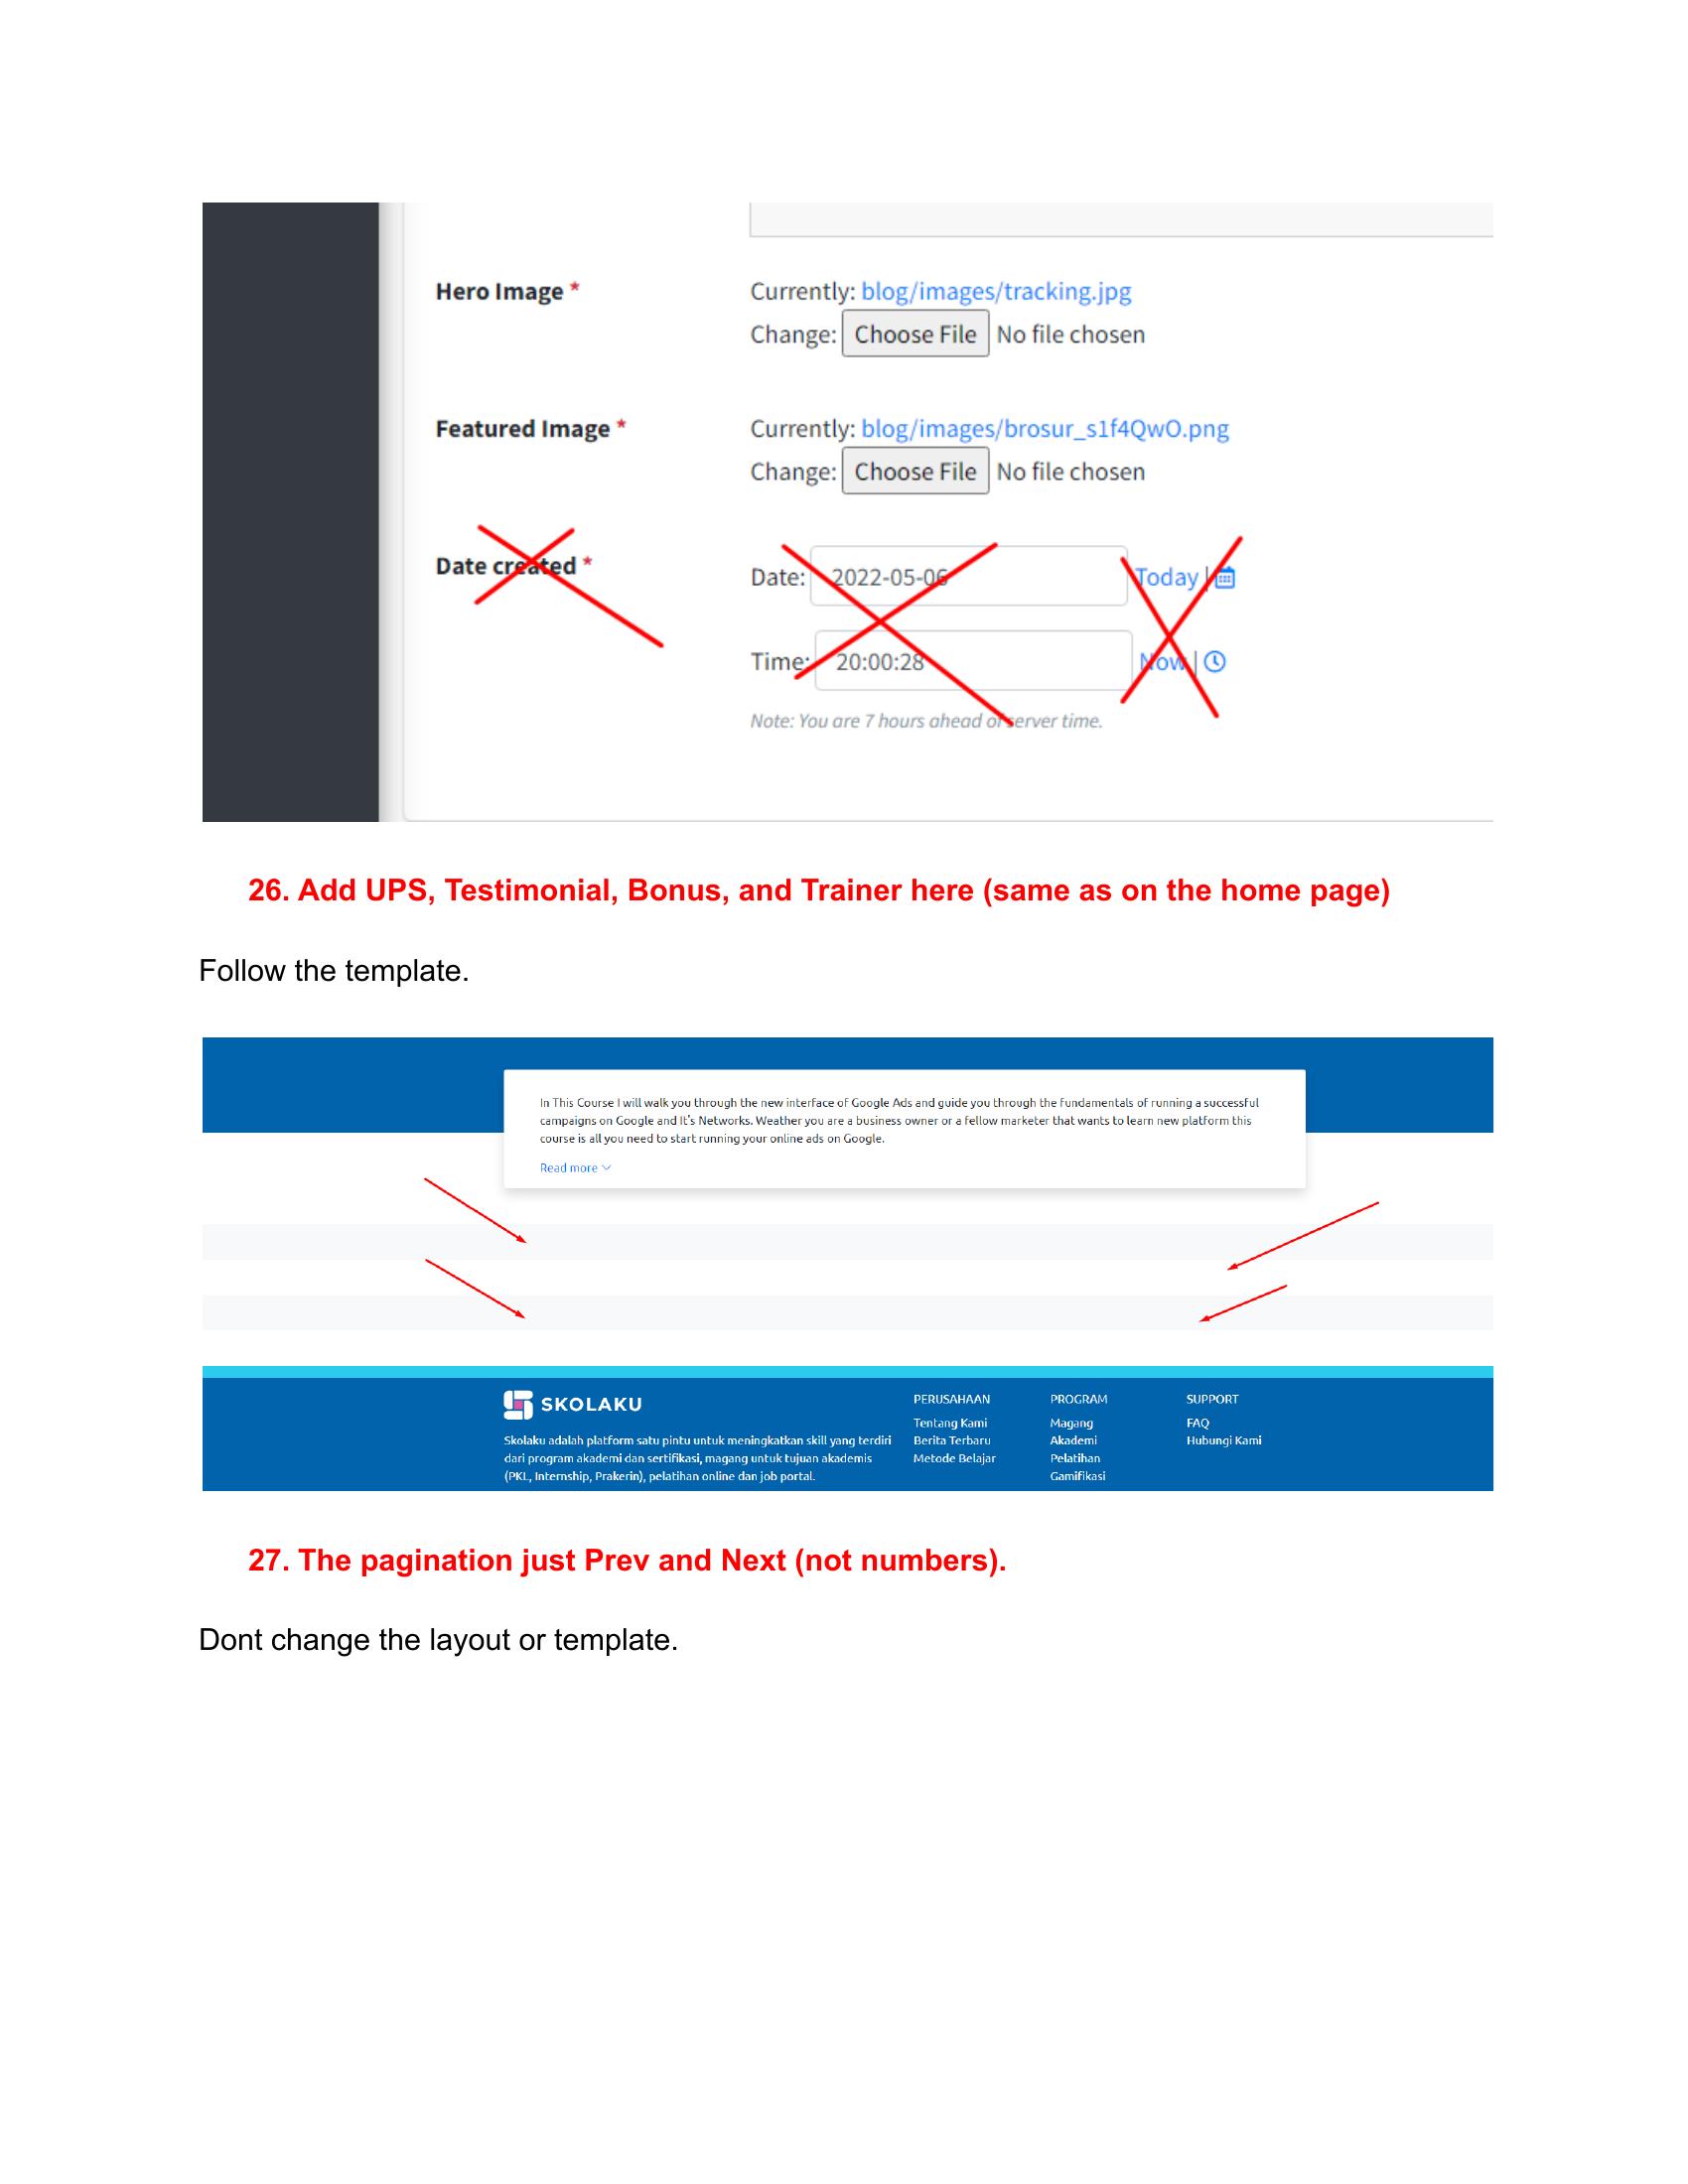 Hero Image *
Currently: blog/images/tracking.jpg
Change: Choose File No file chosen
Featured Image *
Currently: blog/images/brosur_s1f4QwO.png
Change: Choose File No file chosen
Date created *
Date: 2022-05-06 Today |
Time: 20:00:28 Now |
Note: You are 7 hours ahead of server time.
26. Add UPS, Testimonial, Bonus, and Trainer here (same as on the home page)
Follow the template.
In This Course I will walk you through the new interface of Google Ads and guide you through the fundamentals of running a successful
campaigns on Google and It's Networks. Weather you are a business owner or a fellow marketer that wants to learn new platform this
course is all you need to start running your online ads on Google.
Read more
SKOLAKU
Skolaku adalah platform satu pintu untuk meningkatkan skill yang terdiri
dari program akademi dan sertifikasi, magang untuk tujuan akademis
(PKL, Internship, Prakerin), pelatihan online dan job portal.
PERUSAHAAN
Tentang Kami
Berita Terbaru
Metode Belajar
PROGRAM
Magang
Akademi
Pelatihan
Gamifikasi
SUPPORT
FAQ
Hubungi Kami
27. The pagination just Prev and Next (not numbers).
Dont change the layout or template.